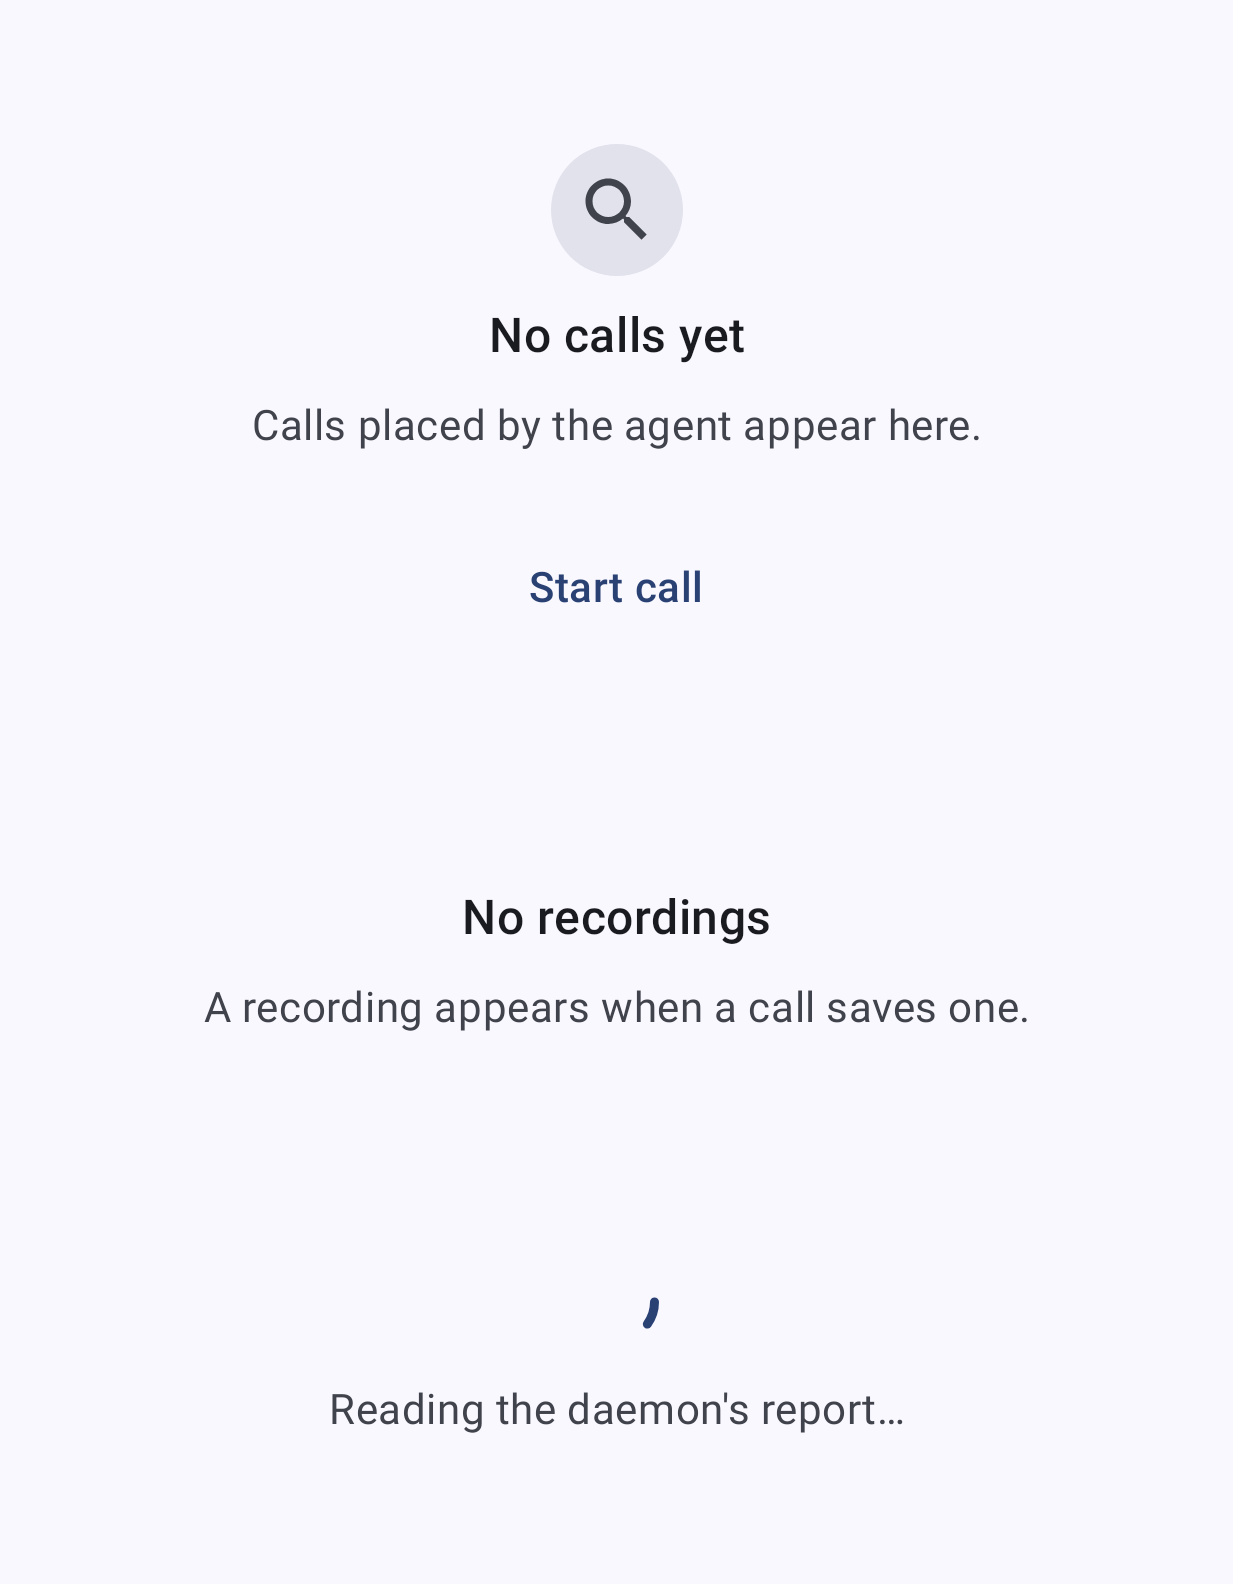 No calls yet
Calls placed by the agent appear here.
Start call
No recordings
A recording appears when a call saves one.
Reading the daemon's report…